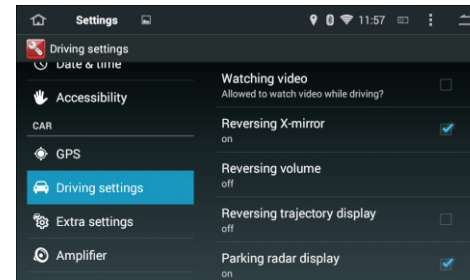 Settings
11:57
Driving settings
Date & time
Accessibility
CAR
GPS
Driving settings
Extra settings
Amplifier
Watching video
Allowed to watch video while driving?
Reversing X-mirror
on
Reversing volume
off
Reversing trajectory display
off
Parking radar display
on